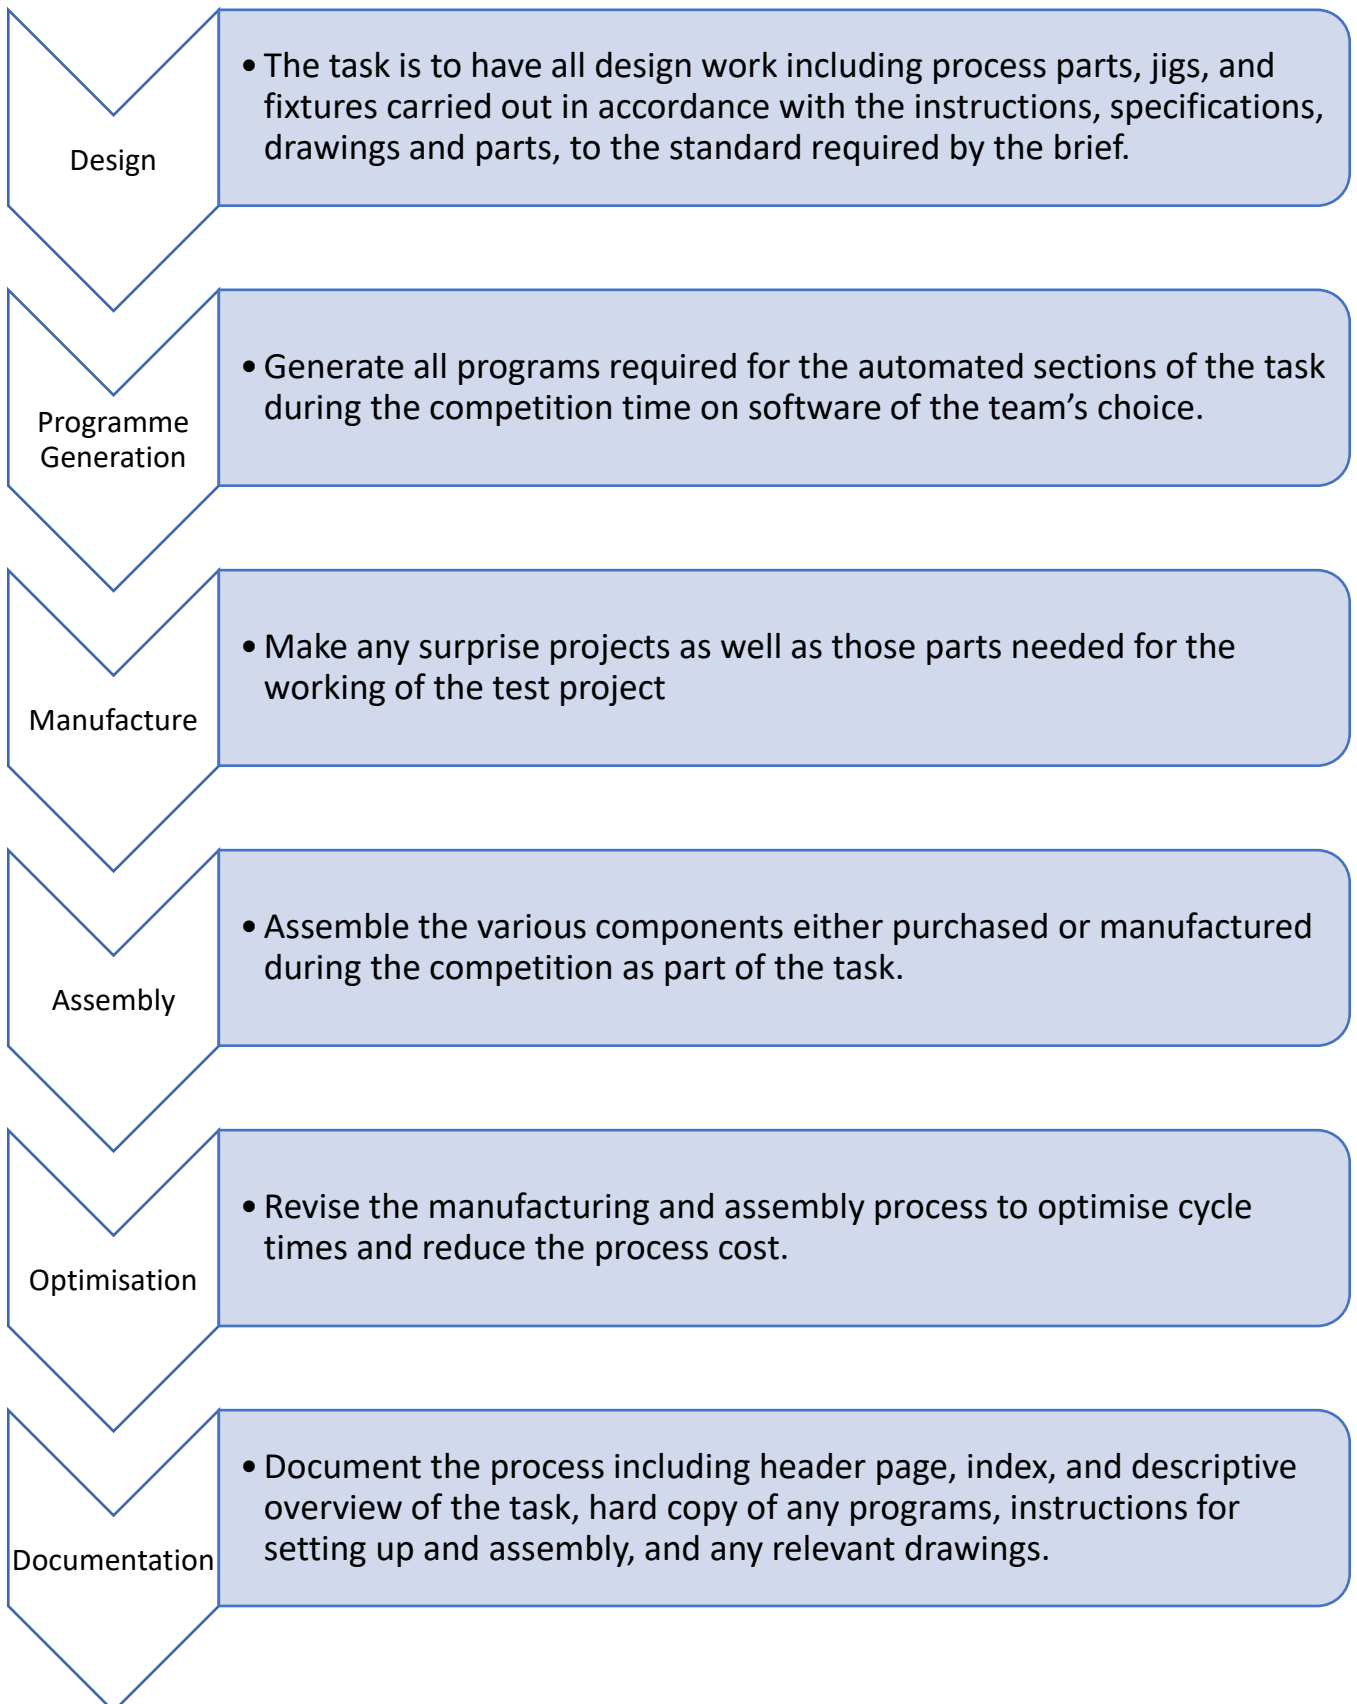 Design
• The task is to have all design work including process parts, jigs, and
fixtures carried out in accordance with the instructions, specifications,
drawings and parts, to the standard required by the brief.
Programme
Generation
• Generate all programs required for the automated sections of the task
during the competition time on software of the team’s choice.
Manufacture
• Make any surprise projects as well as those parts needed for the
working of the test project
Assembly
• Assemble the various components either purchased or manufactured
during the competition as part of the task.
Optimisation
• Revise the manufacturing and assembly process to optimise cycle
times and reduce the process cost.
Documentation
• Document the process including header page, index, and descriptive
overview of the task, hard copy of any programs, instructions for
setting up and assembly, and any relevant drawings.